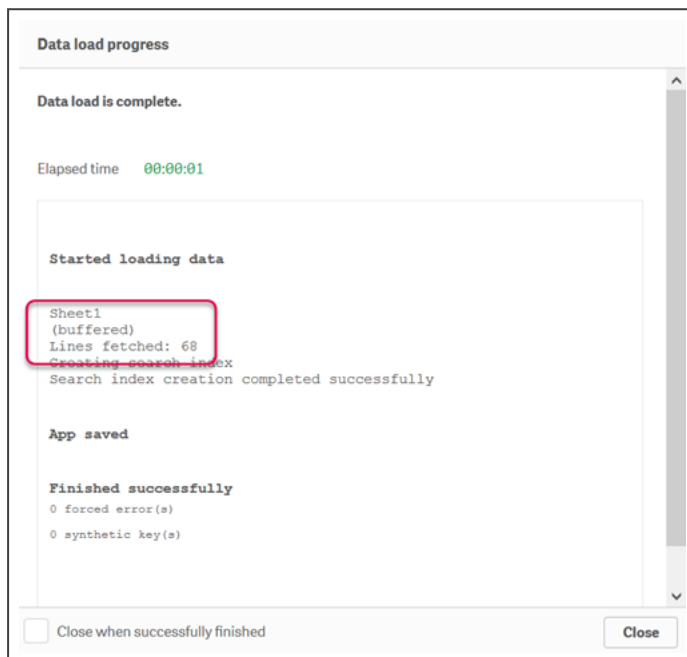 Data load progress
Data load is complete.
Elapsed time 00:00:01
Started loading data
Sheet1
(buffered)
Lines fetched: 68
Creating search index
Search index creation completed successfully
App saved
Finished successfully
0 forced error(s)
0 synthetic key(s)
Close when successfully finished
Close